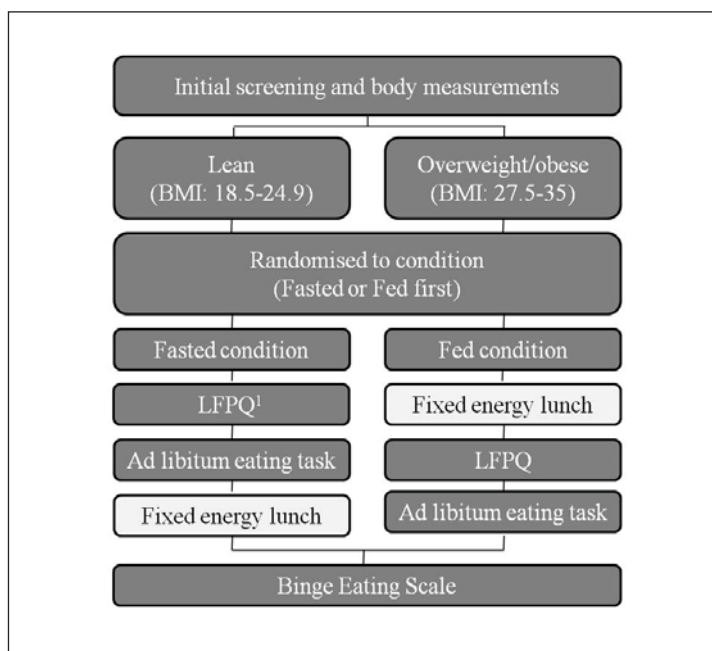 Initial screening and body measurements
Lean
(BMI: 18.5-24.9)
Overweight/obese
(BMI: 27.5-35)
Randomised to condition
(Fasted or Fed first)
Fasted condition
Fed condition
LFPQ¹
Fixed energy lunch
Ad libitum eating task
LFPQ
Fixed energy lunch
Ad libitum eating task
Binge Eating Scale